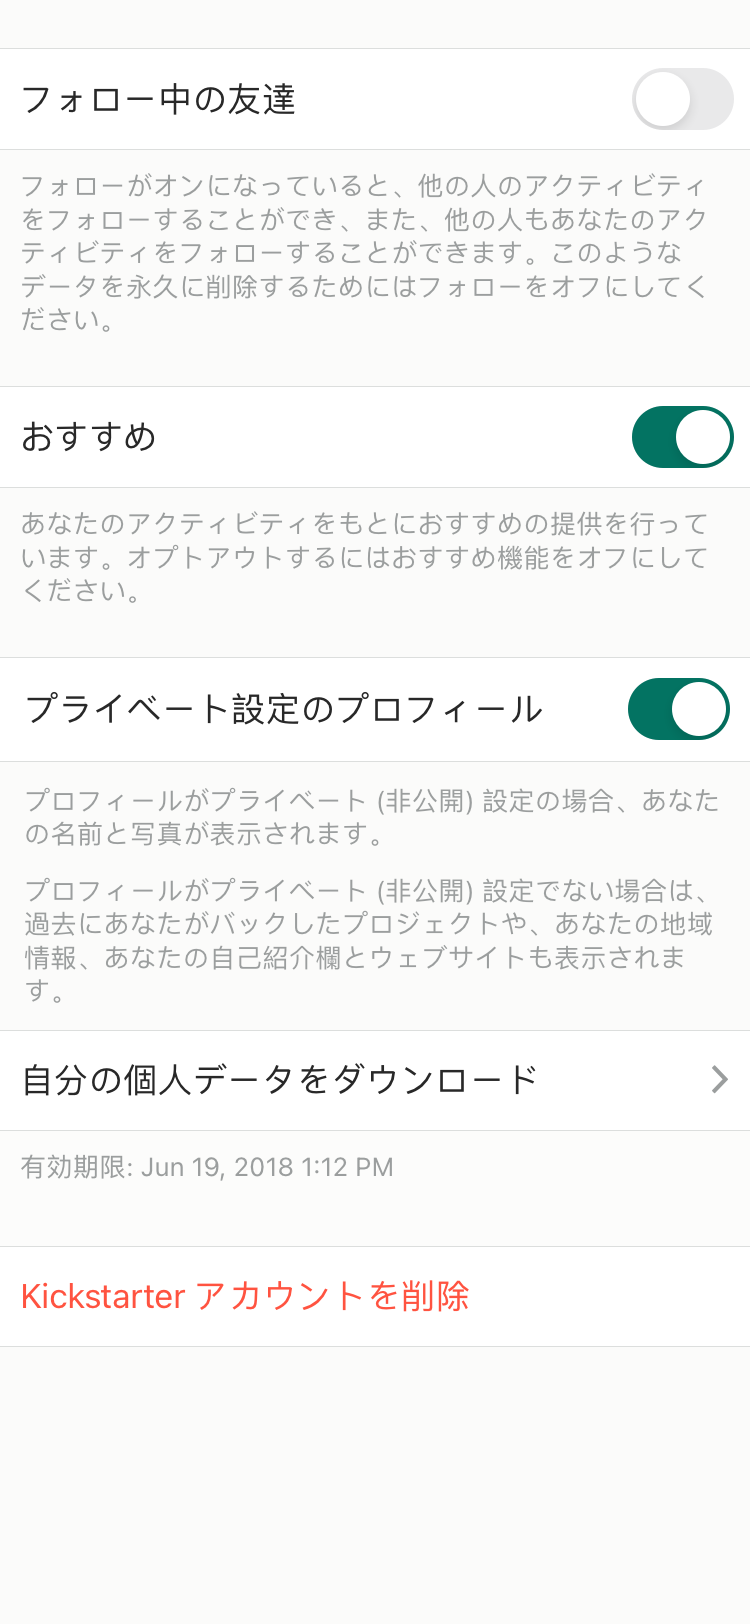 フォロー中の友達
フォローがオンになっていると、他の人のアクティビティ
をフォローすることができ、また、他の人もあなたのアク
ティビティをフォローすることができます。このような
データを永久に削除するためにはフォローをオフにしてく
ださい。
おすすめ
あなたのアクティビティをもとにおすすめの提供を行って
います。オプトアウトするにはおすすめ機能をオフにして
ください。
プライベート設定のプロフィール
プロフィールがプライベート (非公開) 設定の場合、あなた
の名前と写真が表示されます。
プロフィールがプライベート (非公開) 設定でない場合は、
過去にあなたがバックしたプロジェクトや、あなたの地域
情報、あなたの自己紹介欄とウェブサイトも表示されま
す。
自分の個人データをダウンロード
有効期限: Jun 19, 2018 1:12 PM
Kickstarter アカウントを削除